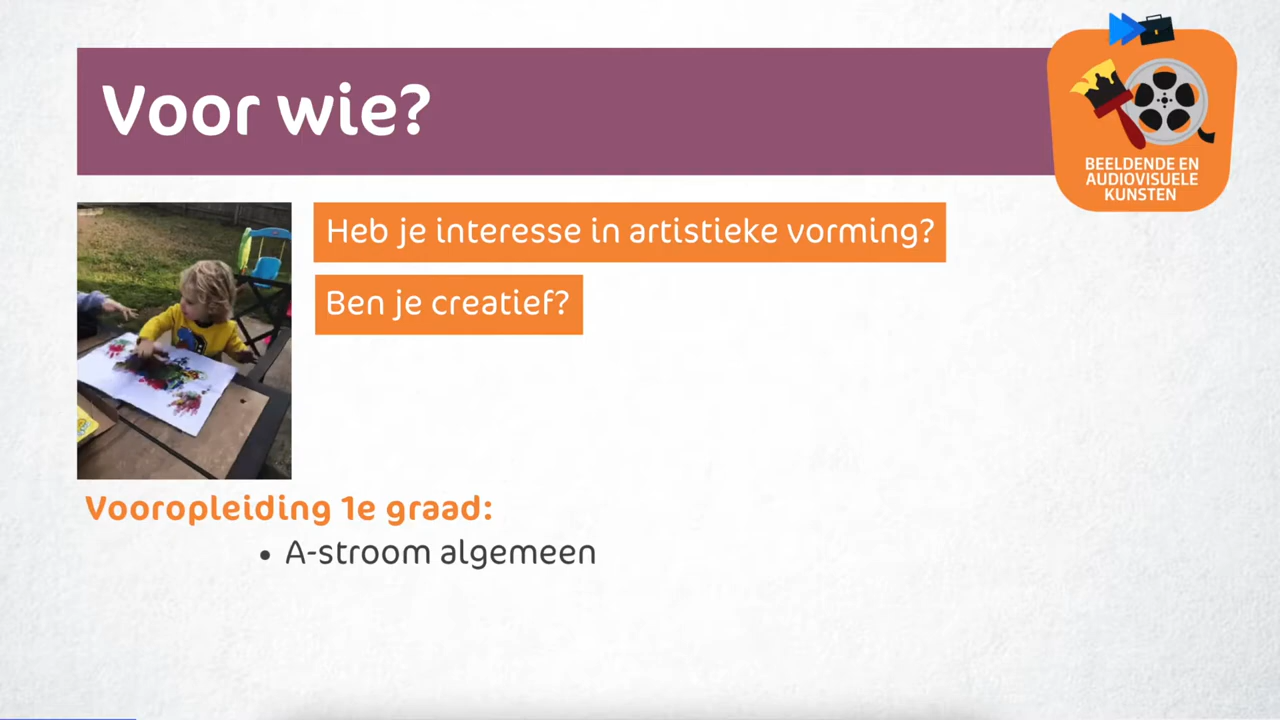 Voor wie?
BEELDENDE EN
AUDIOVISUELE
KUNSTEN
Heb je interesse in artistieke vorming?
Ben je creatief?
Vooropleiding 1e graad:
• A-stroom algemeen